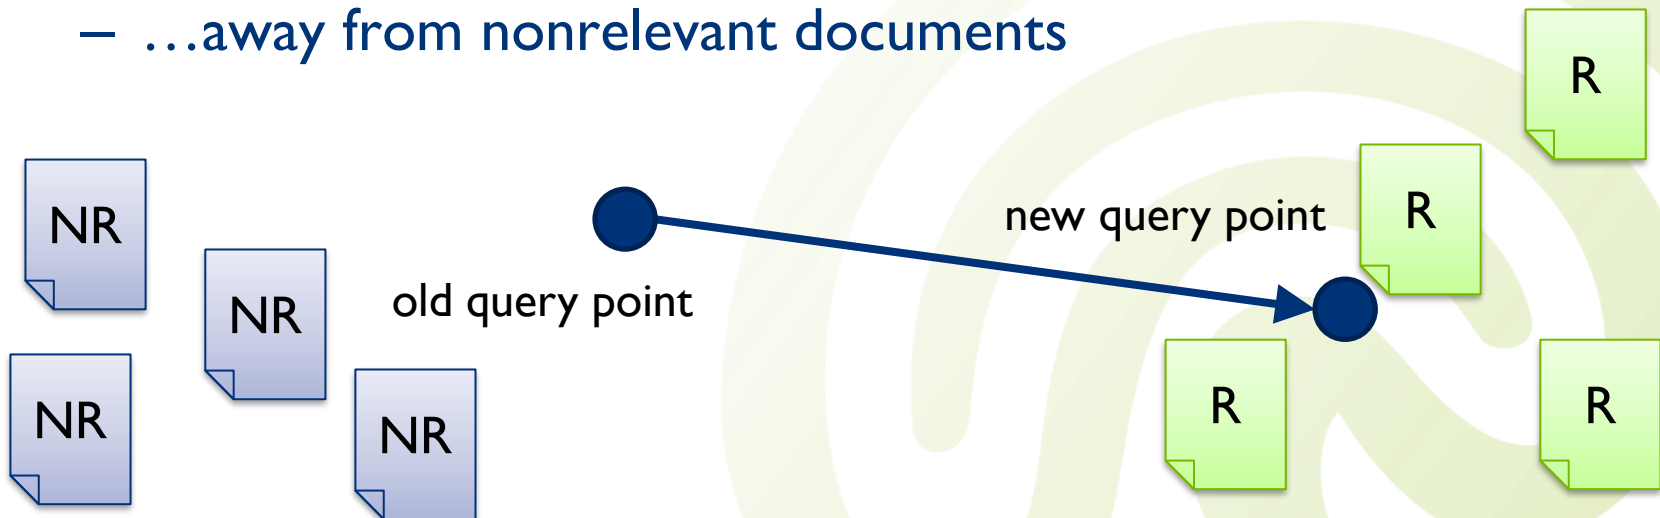 – …away from nonrelevant documents
R
NR
new query point
R
NR
old query point
NR
NR
R
R